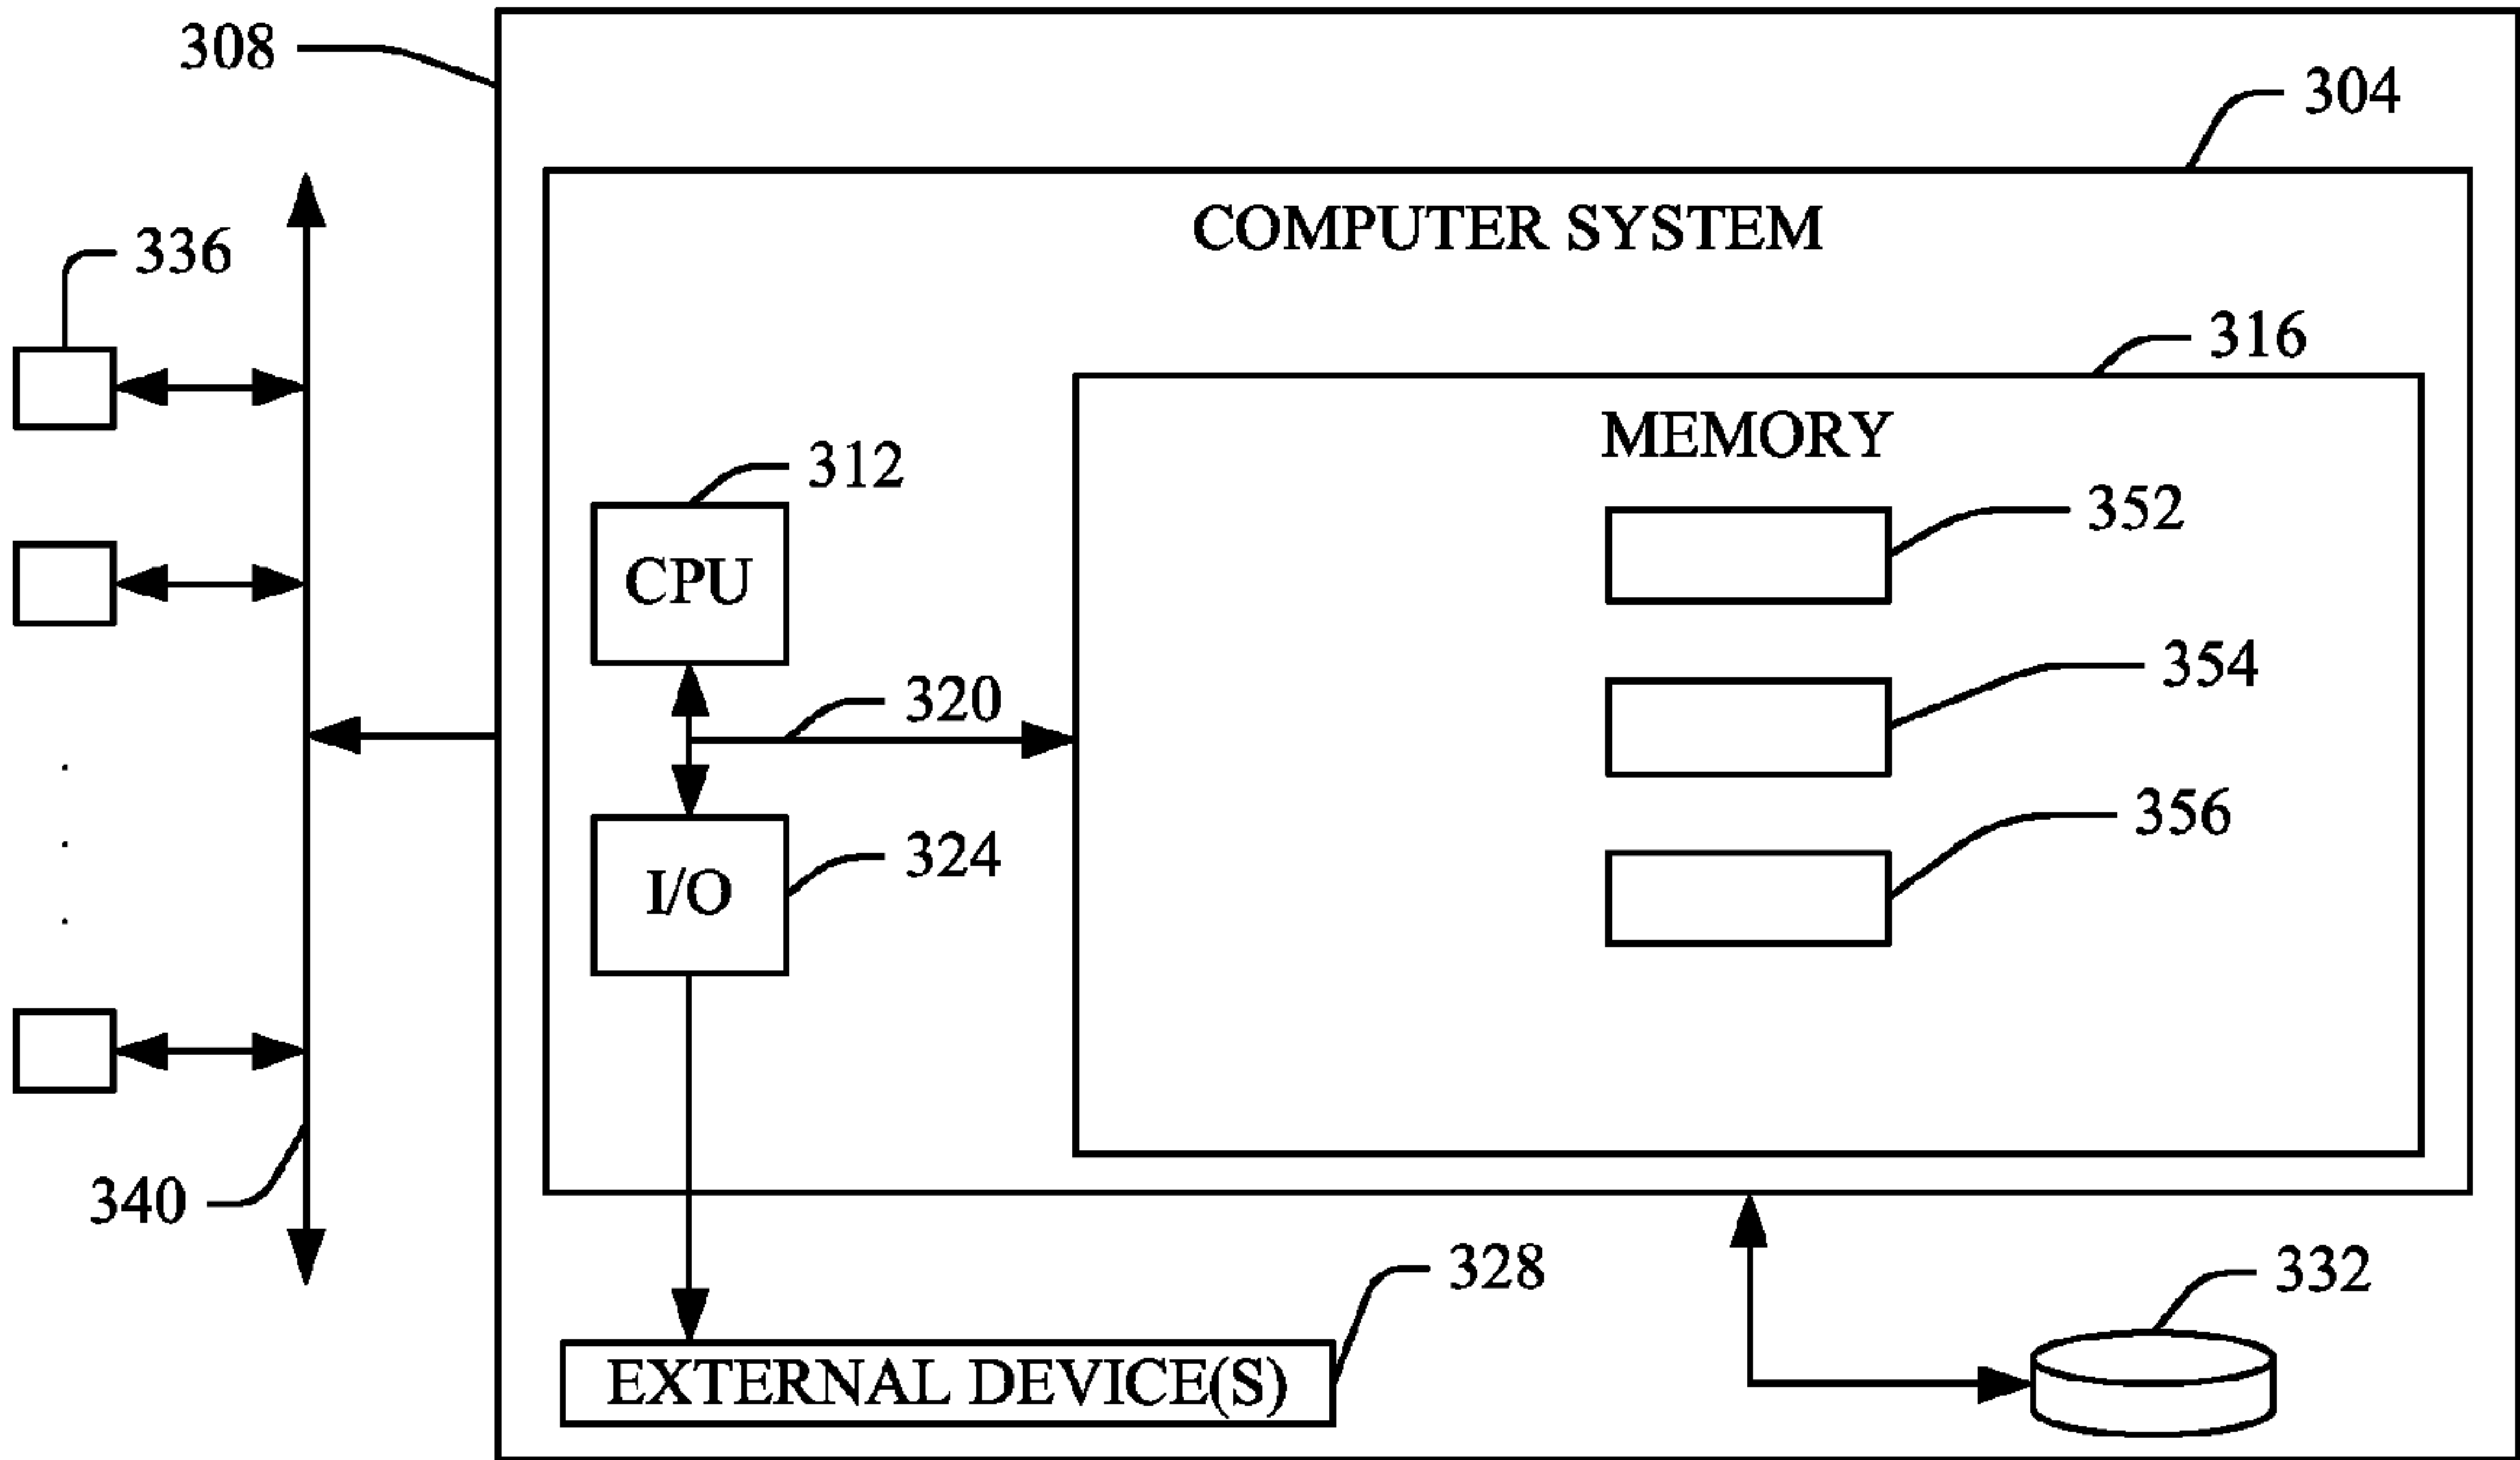 308
304
COMPUTER SYSTEM
336
316
MEMORY
312
352
CPU
354
320
356
324
I/O
340
328
332
EXTERNAL DEVICE(S)